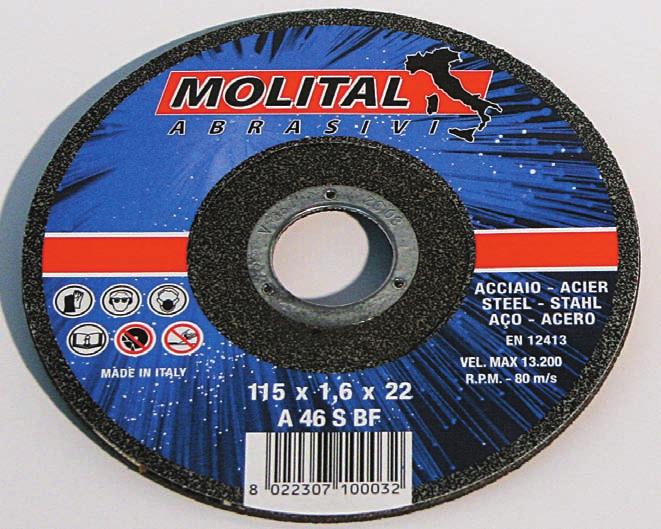 MOLITAL
ABRASIVI
ACCIAIO - ACIER
STEEL - STAHL
AÇO - ACERO
EN 12413
VEL. MAX 13.200
R.P.M. - 80 m/s
MADE IN ITALY
115 x 1,6 x 22
A 46 S BF
8 022307 100032